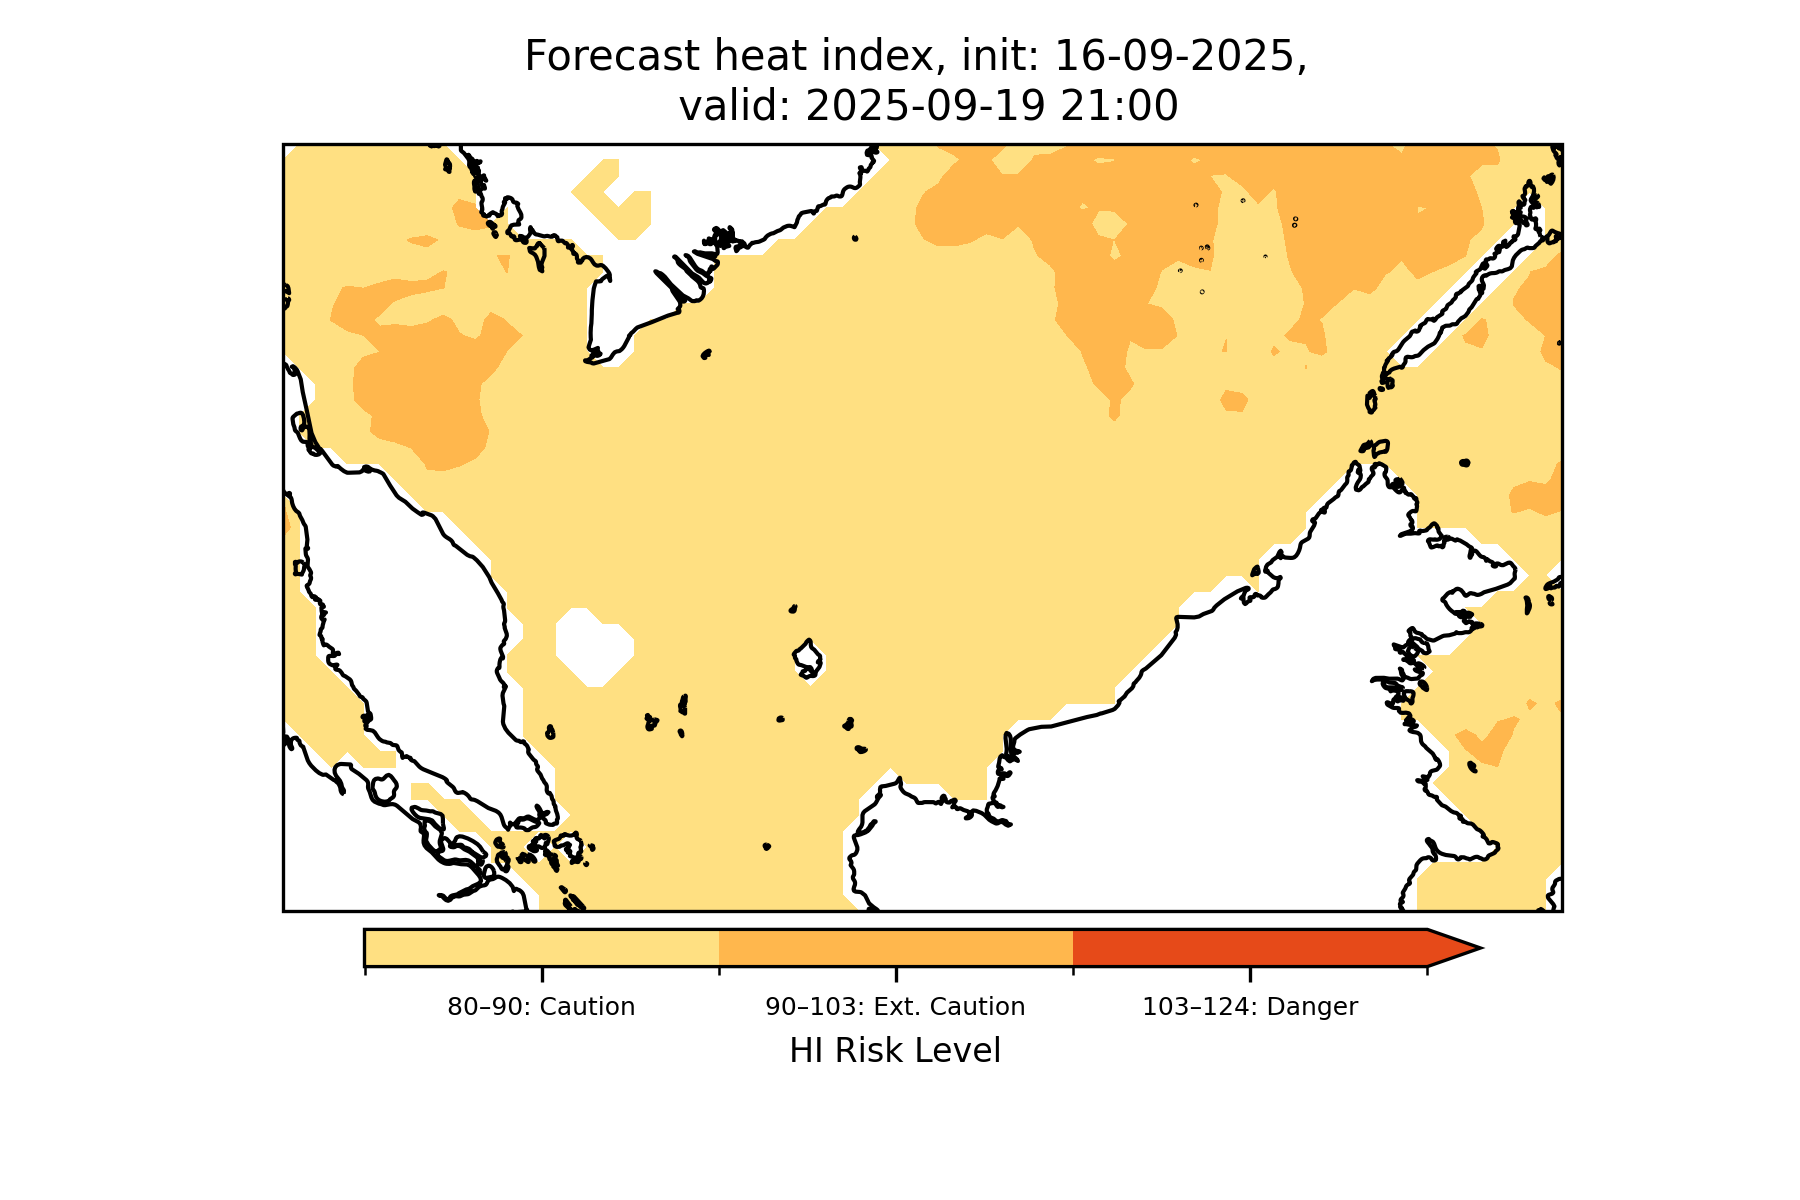 Forecast heat index, init: 16-09-2025,
valid: 2025-09-19 21:00
80–90: Caution
90–103: Ext. Caution
103–124: Danger
HI Risk Level